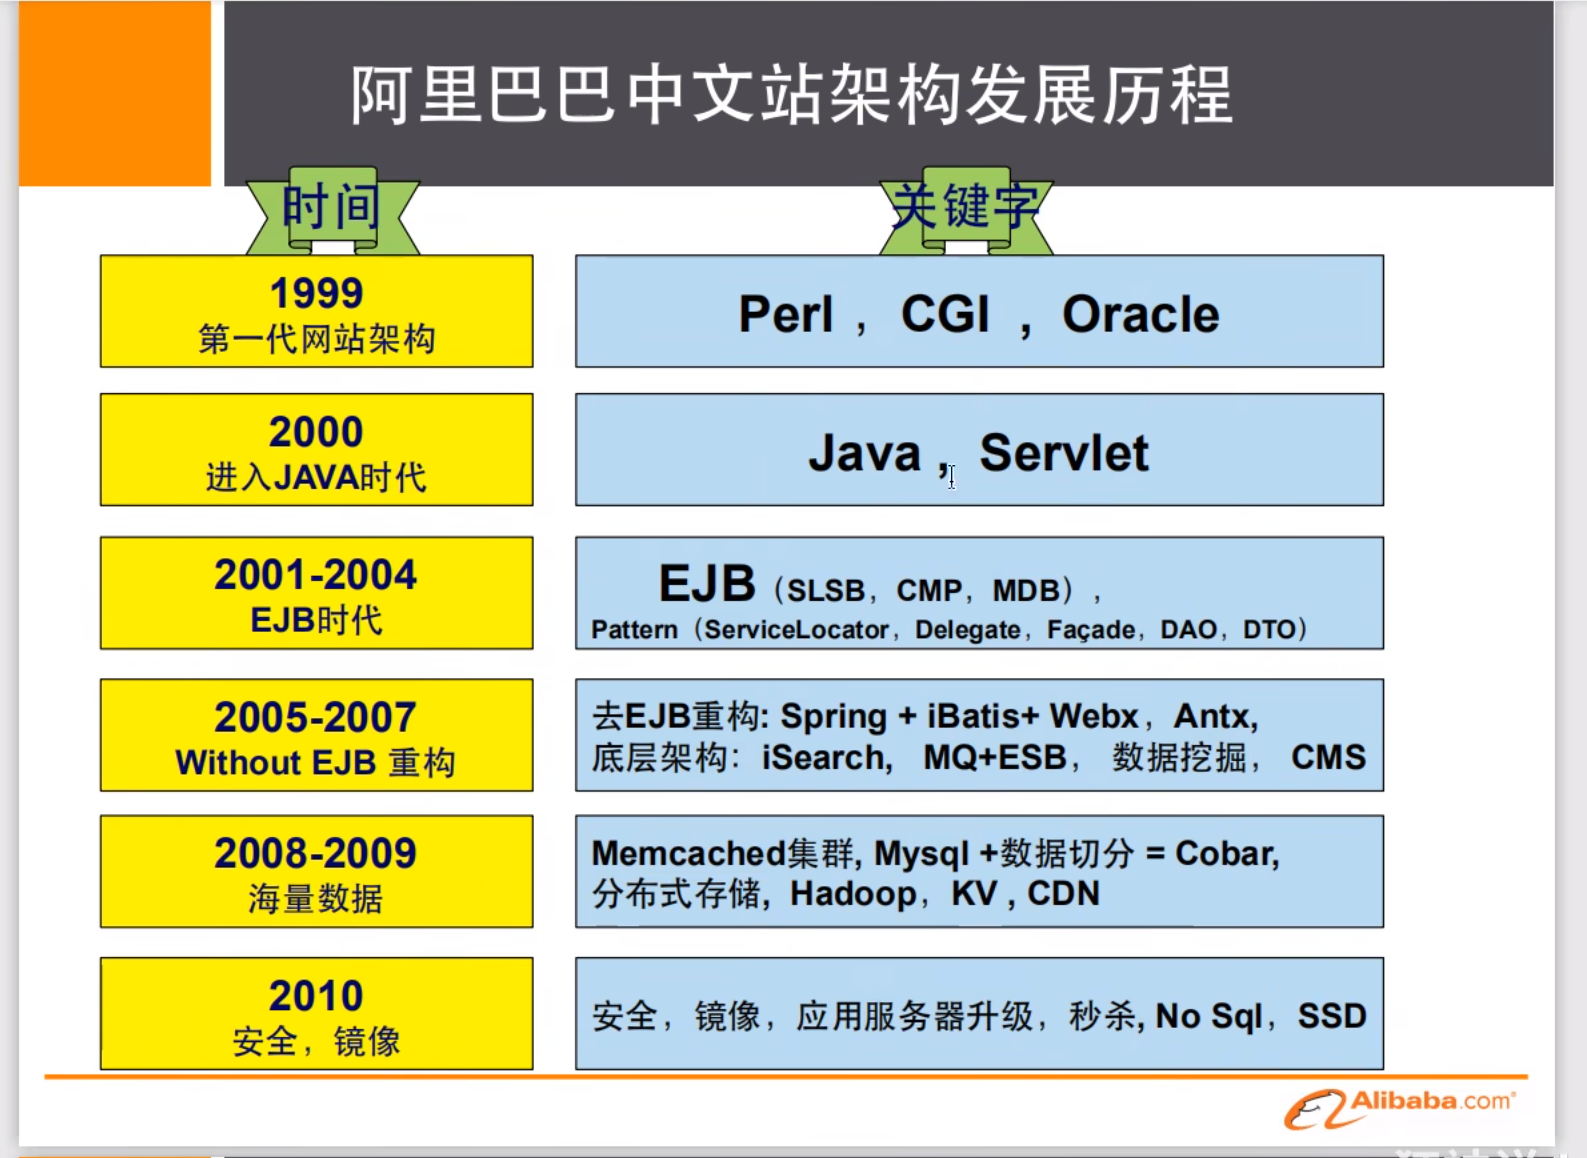 阿里巴巴中文站架构发展历程
时间
关键字
1999
第一代网站架构
Perl ， CGI ， Oracle
2000
进入JAVA时代
Java ， Servlet
2001-2004
EJB时代
EJB（SLSB，CMP，MDB），
Pattern（ServiceLocator，Delegate，Façade，DAO，DTO）
2005-2007
Without EJB 重构
去EJB重构: Spring + iBatis+ Webx，Antx,
底层架构：iSearch, MQ+ESB， 数据挖掘， CMS
2008-2009
海量数据
Memcached集群, Mysql +数据切分 = Cobar,
分布式存储, Hadoop，KV , CDN
2010
安全，镜像
安全，镜像，应用服务器升级，秒杀, No Sql，SSD
Alibaba.com